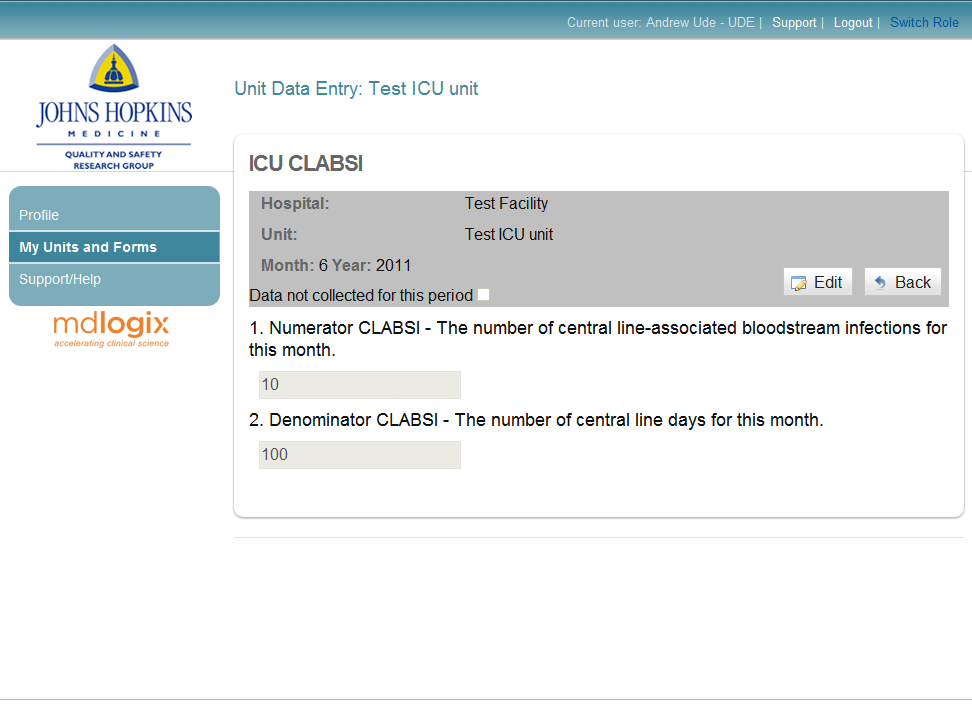 Current user: Andrew Ude - UDE | Support | Logout | Switch Role
JOHNS HOPKINS
MEDICINE
QUALITY AND SAFETY
RESEARCH GROUP
Unit Data Entry: Test ICU unit
Profile
My Units and Forms
Support/Help
mdlogix
accelerating clinical science
ICU CLABSI
Hospital: Test Facility
Unit: Test ICU unit
Month: 6 Year: 2011
Data not collected for this period
Edit Back
1. Numerator CLABSI - The number of central line-associated bloodstream infections for
this month.
10
2. Denominator CLABSI - The number of central line days for this month.
100